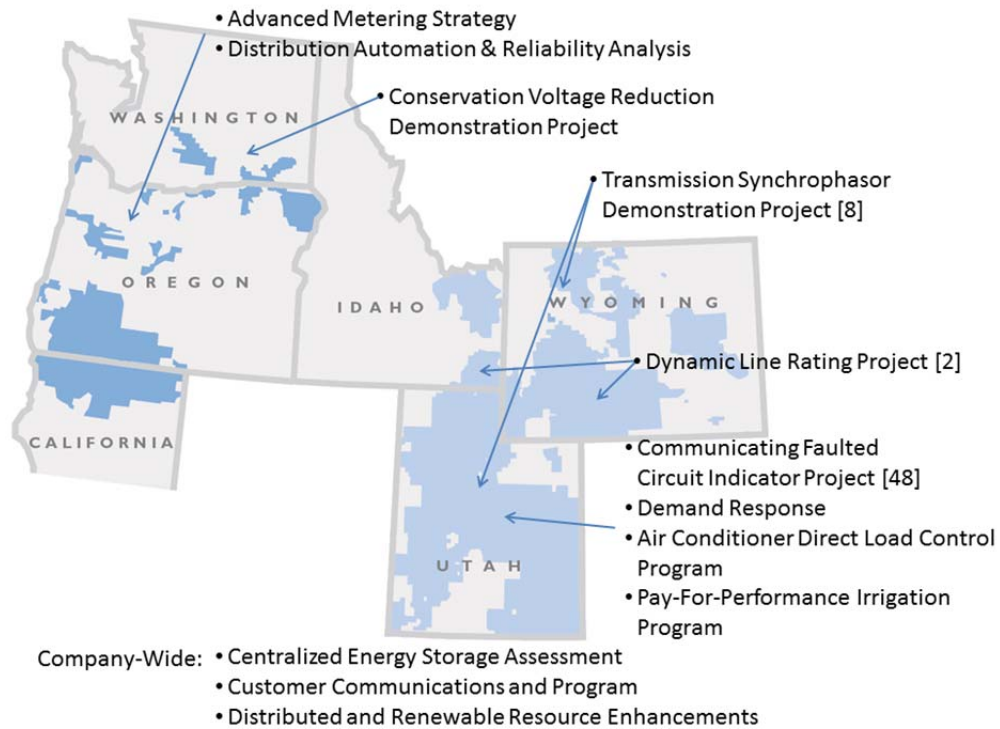 • Advanced Metering Strategy
• Distribution Automation & Reliability Analysis
• Conservation Voltage Reduction
Demonstration Project
WASHINGTON
• Transmission Synchrophasor
Demonstration Project [8]
OREGON
IDAHO
WYOMING
• Dynamic Line Rating Project [2]
CALIFORNIA
• Communicating Faulted
Circuit Indicator Project [48]
• Demand Response
• Air Conditioner Direct Load Control
Program
• Pay-For-Performance Irrigation
Program
UTAH
Company-Wide: • Centralized Energy Storage Assessment
• Customer Communications and Program
• Distributed and Renewable Resource Enhancements